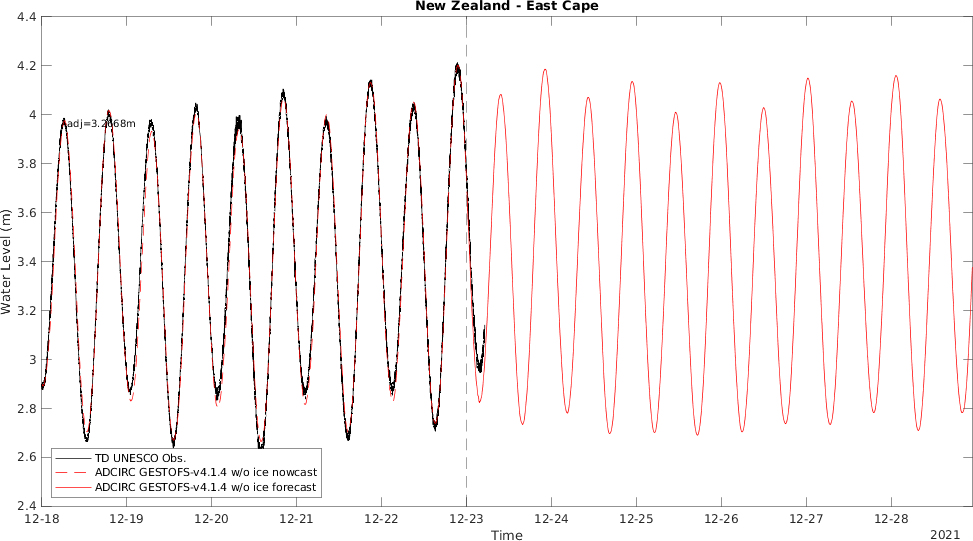 New Zealand - East Cape
4.4
4.2
4
3.8
3.6
3.4
3.2
3
2.8
2.6
2.4
Water Level (m)
adj=3.2668m
TD UNESCO Obs.
ADCIRC GESTOFS-v4.1.4 w/o ice nowcast
ADCIRC GESTOFS-v4.1.4 w/o ice forecast
12-18 12-19 12-20 12-21 12-22 12-23 12-24 12-25 12-26 12-27 12-28
Time
2021